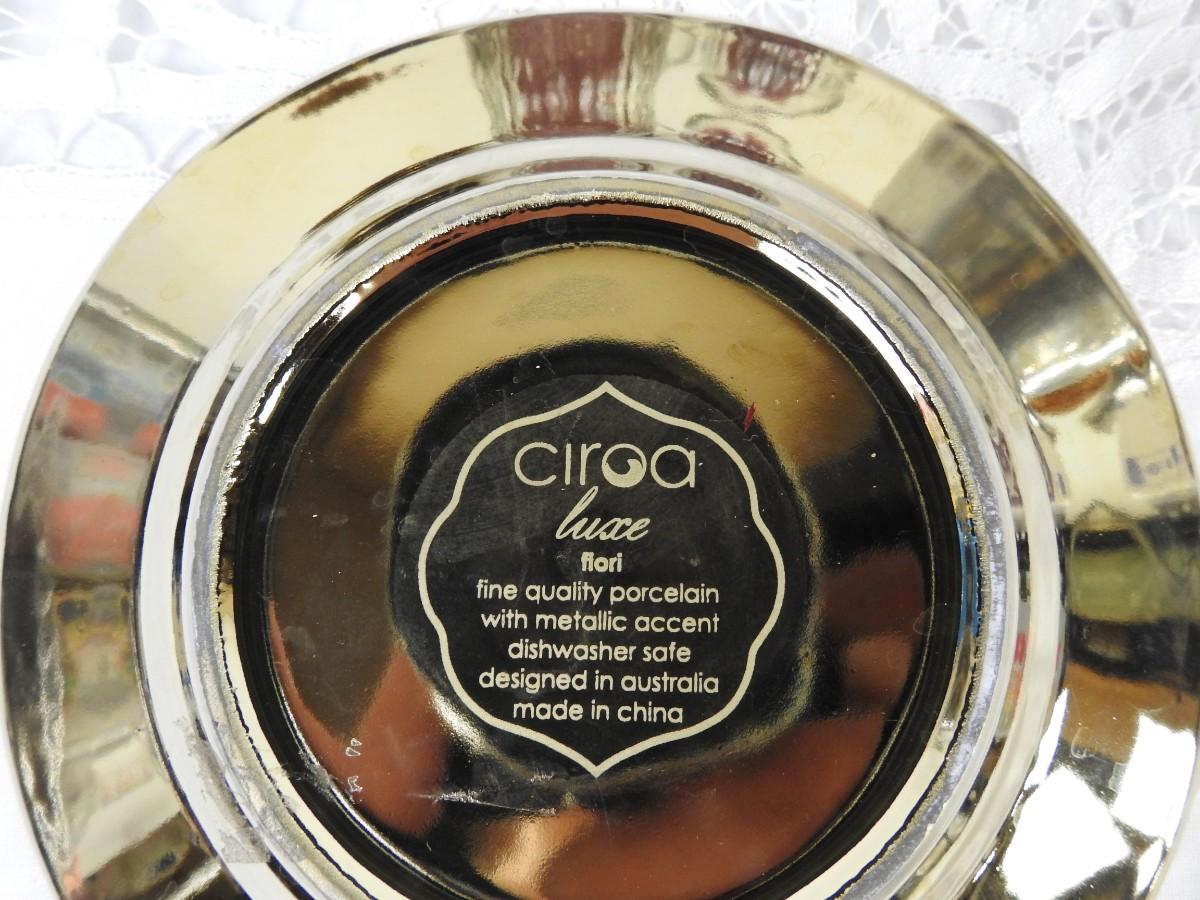 ciroa
luxe
fiori
fine quality porcelain
with metallic accent
dishwasher safe
designed in australia
made in china